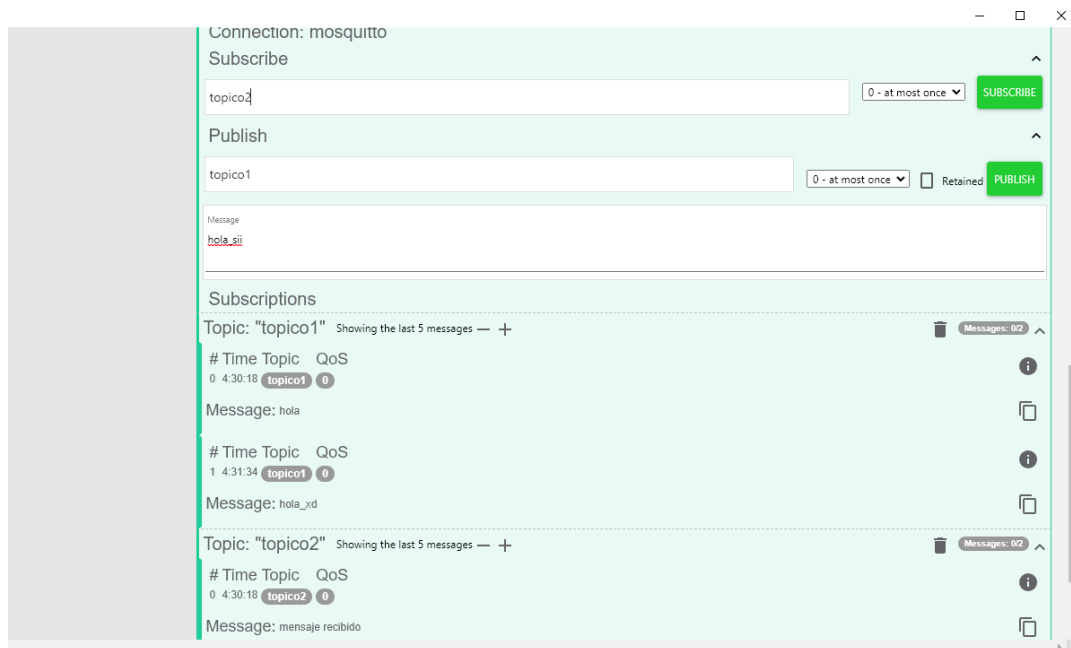 Connection: mosquitto
Subscribe
topico2
0 - at most once
SUBSCRIBE
Publish
topico1
0 - at most once
Retained
PUBLISH
Message
hola_sii
Subscriptions
Topic: "topico1" Showing the last 5 messages
Messages: 0/2
# Time Topic QoS
0 4:30:18 topico1 0
Message: hola
# Time Topic QoS
1 4:31:34 topico1 0
Message: hola_xd
Topic: "topico2" Showing the last 5 messages
Messages: 0/2
# Time Topic QoS
0 4:30:18 topico2 0
Message: mensaje recibido